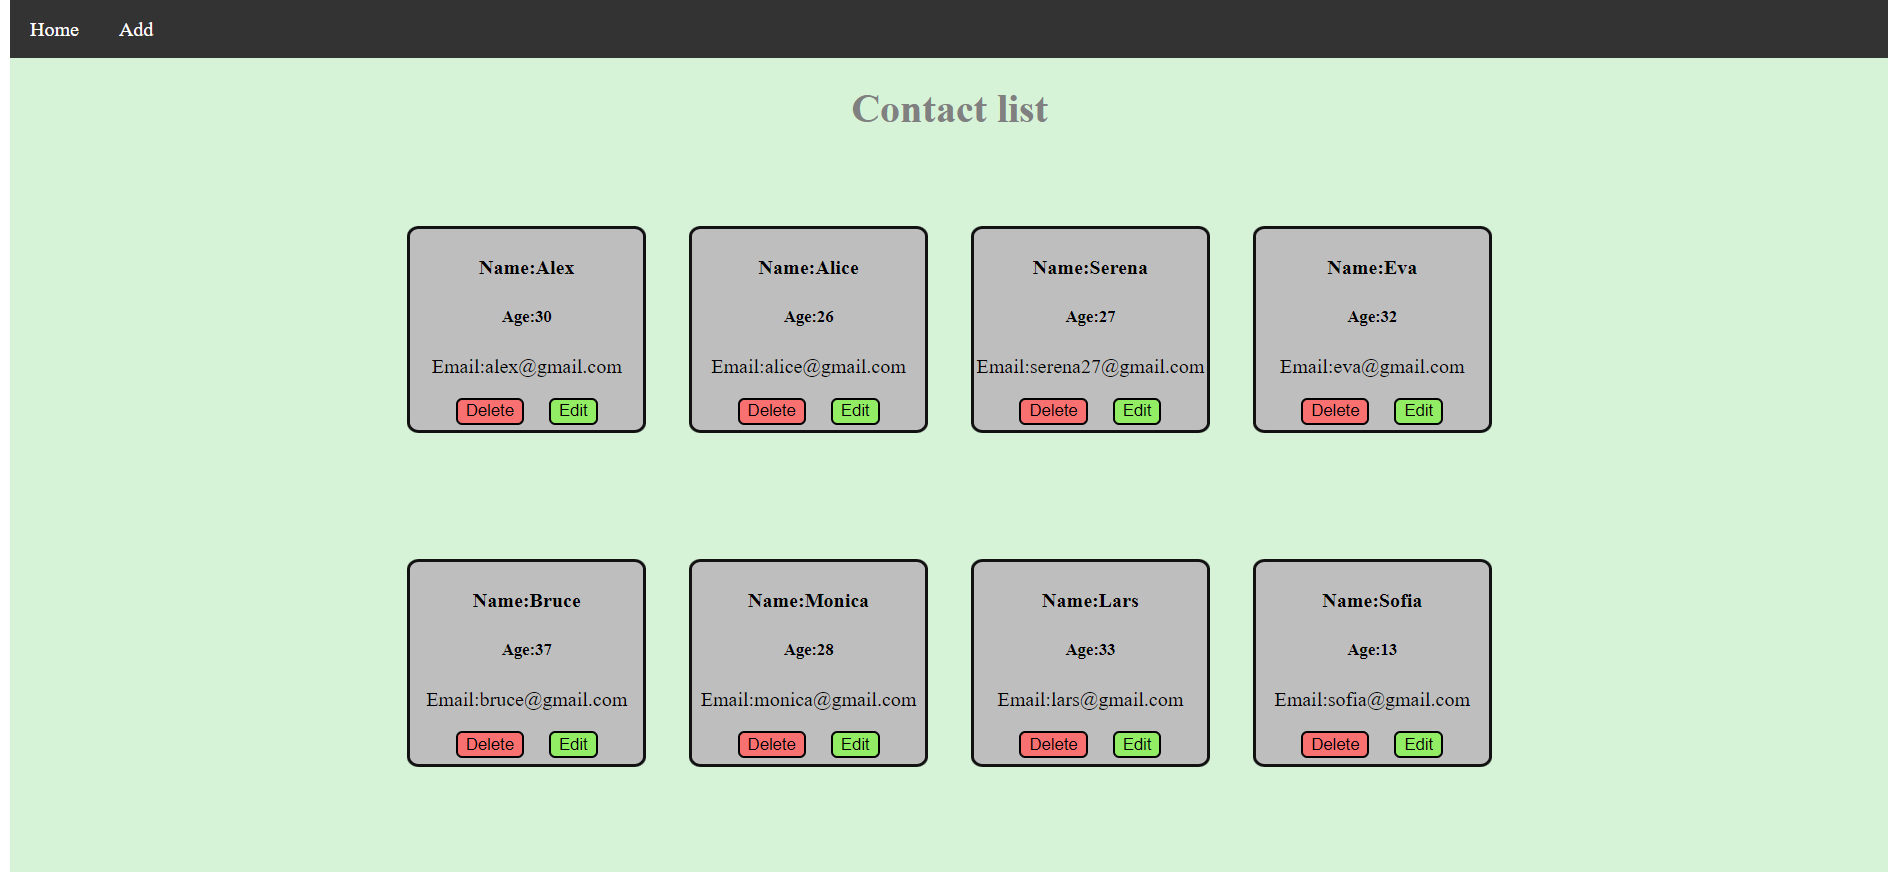 Home Add
Contact list
Name:Alex
Age:30
Email:alex@gmail.com
Delete Edit
Name:Alice
Age:26
Email:alice@gmail.com
Delete Edit
Name:Serena
Age:27
Email:serena27@gmail.com
Delete Edit
Name:Eva
Age:32
Email:eva@gmail.com
Delete Edit
Name:Bruce
Age:37
Email:bruce@gmail.com
Delete Edit
Name:Monica
Age:28
Email:monica@gmail.com
Delete Edit
Name:Lars
Age:33
Email:lars@gmail.com
Delete Edit
Name:Sofia
Age:13
Email:sofia@gmail.com
Delete Edit